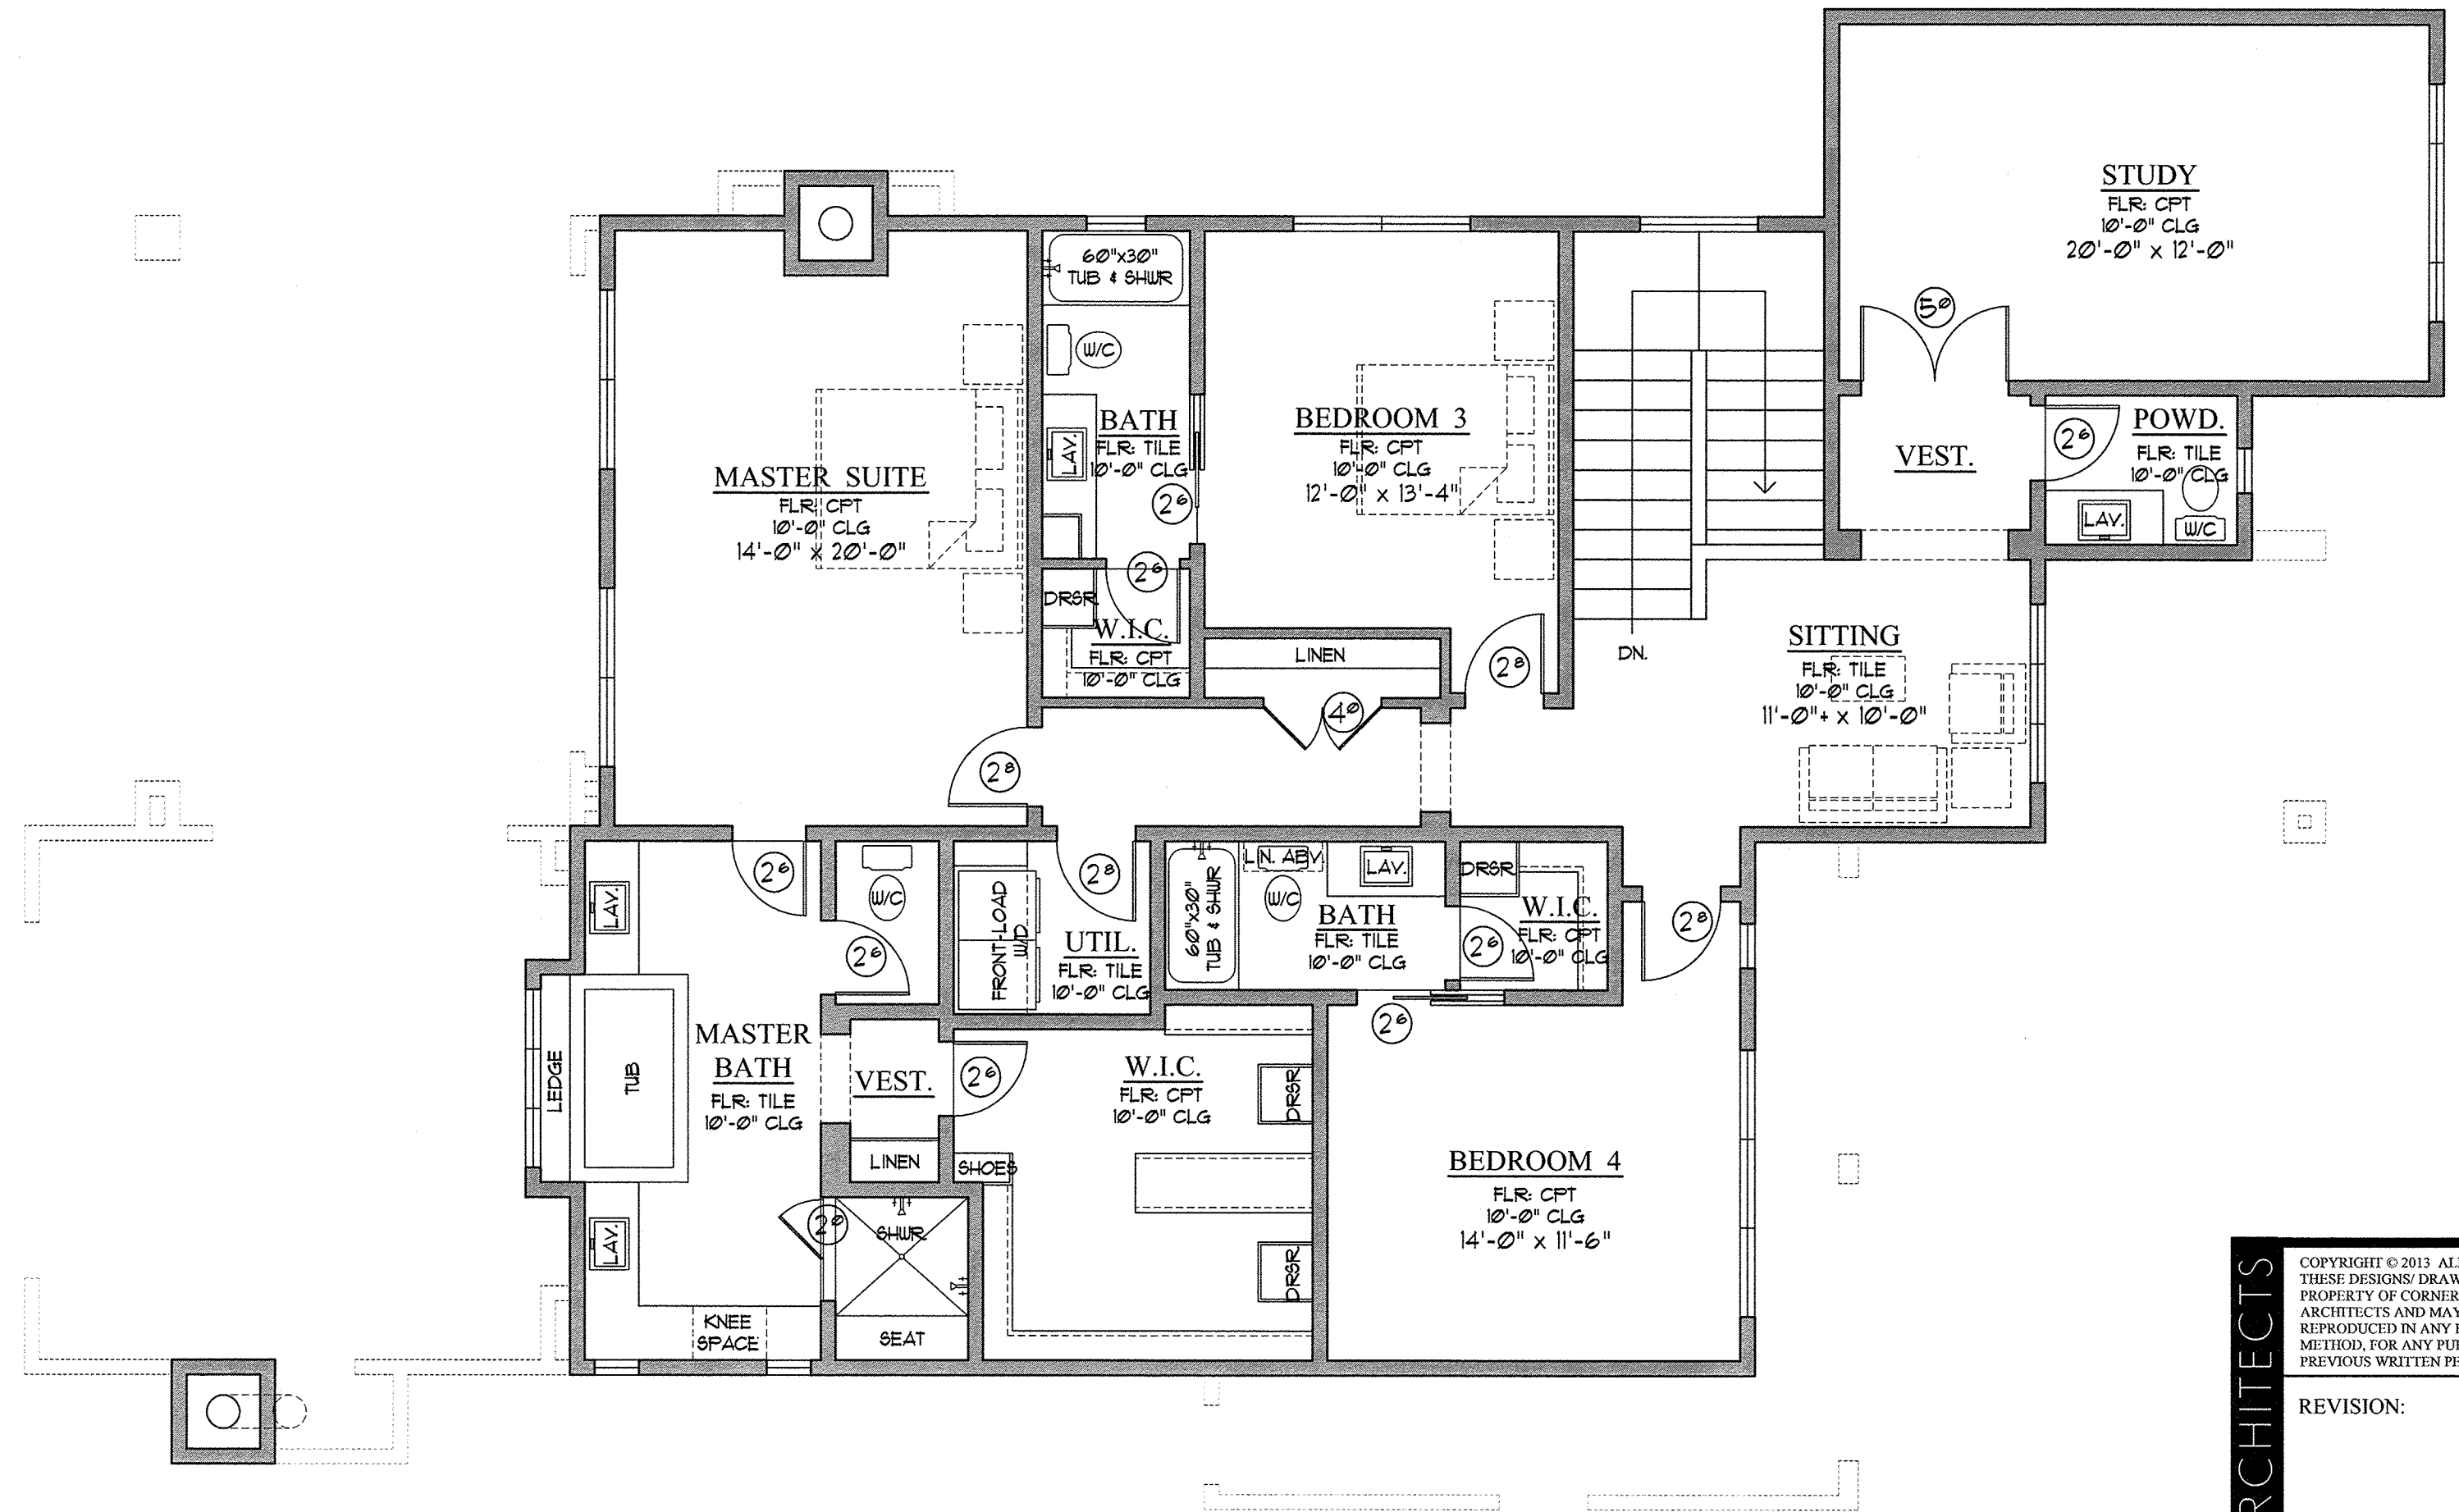 STUDY
FLR: CPT
10'-0" CLG
20'-0" x 12'-0"
5⁰
60"x30"
TUB & SHWR
W/C
LAV.
BATH
FLR: TILE
10'-0" CLG
2⁶
2⁶
MASTER SUITE
FLR: CPT
10'-0" CLG
14'-0" x 20'-0"
BEDROOM 3
FLR: CPT
10'-0" CLG
12'-0" x 13'-4"
VEST.
2⁶
POWD.
FLR: TILE
10'-0" CLG
LAV.
W/C
DRSR
W.I.C.
FLR: CPT
10'-0" CLG
LINEN
4⁰
2⁸
DN.
SITTING
FLR: TILE
10'-0" CLG
11'-0"+ x 10'-0"
2⁸
2⁶
LAV.
W/C
2⁶
FRONT-LOAD
W/D
2⁸
UTIL.
FLR: TILE
10'-0" CLG
60"x30"
TUB & SHWR
LIN. ABV.
W/C
LAV.
BATH
FLR: TILE
10'-0" CLG
DRSR
2⁶
W.I.C.
FLR: CPT
10'-0" CLG
2⁸
2⁶
LEDGE
TUB
MASTER
BATH
FLR: TILE
10'-0" CLG
VEST.
2⁶
LINEN
SHOES
W.I.C.
FLR: CPT
10'-0" CLG
DRSR
DRSR
BEDROOM 4
FLR: CPT
10'-0" CLG
14'-0" x 11'-6"
LAV.
2⁰
SHWR
SEAT
KNEE
SPACE
COPYRIGHT © 2013
THESE DESIGNS/
PROPERTY OF
ARCHITECTS AND MAY
REPRODUCED IN ANY
METHOD, FOR ANY
PREVIOUS WRITTEN
REVISION: